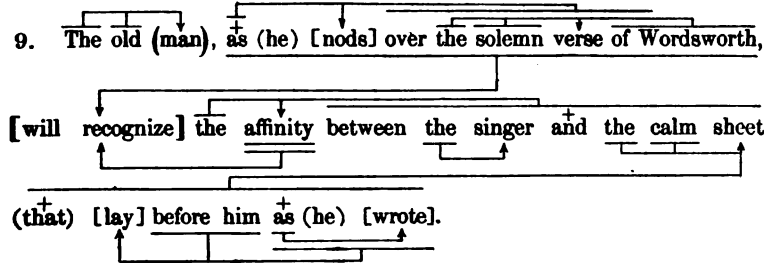 9. The old (man), as (he) [nods] over the solemn verse of Wordsworth,
[will recognize] the affinity between the singer and the calm sheet
(that) [lay] before him as (he) [wrote].